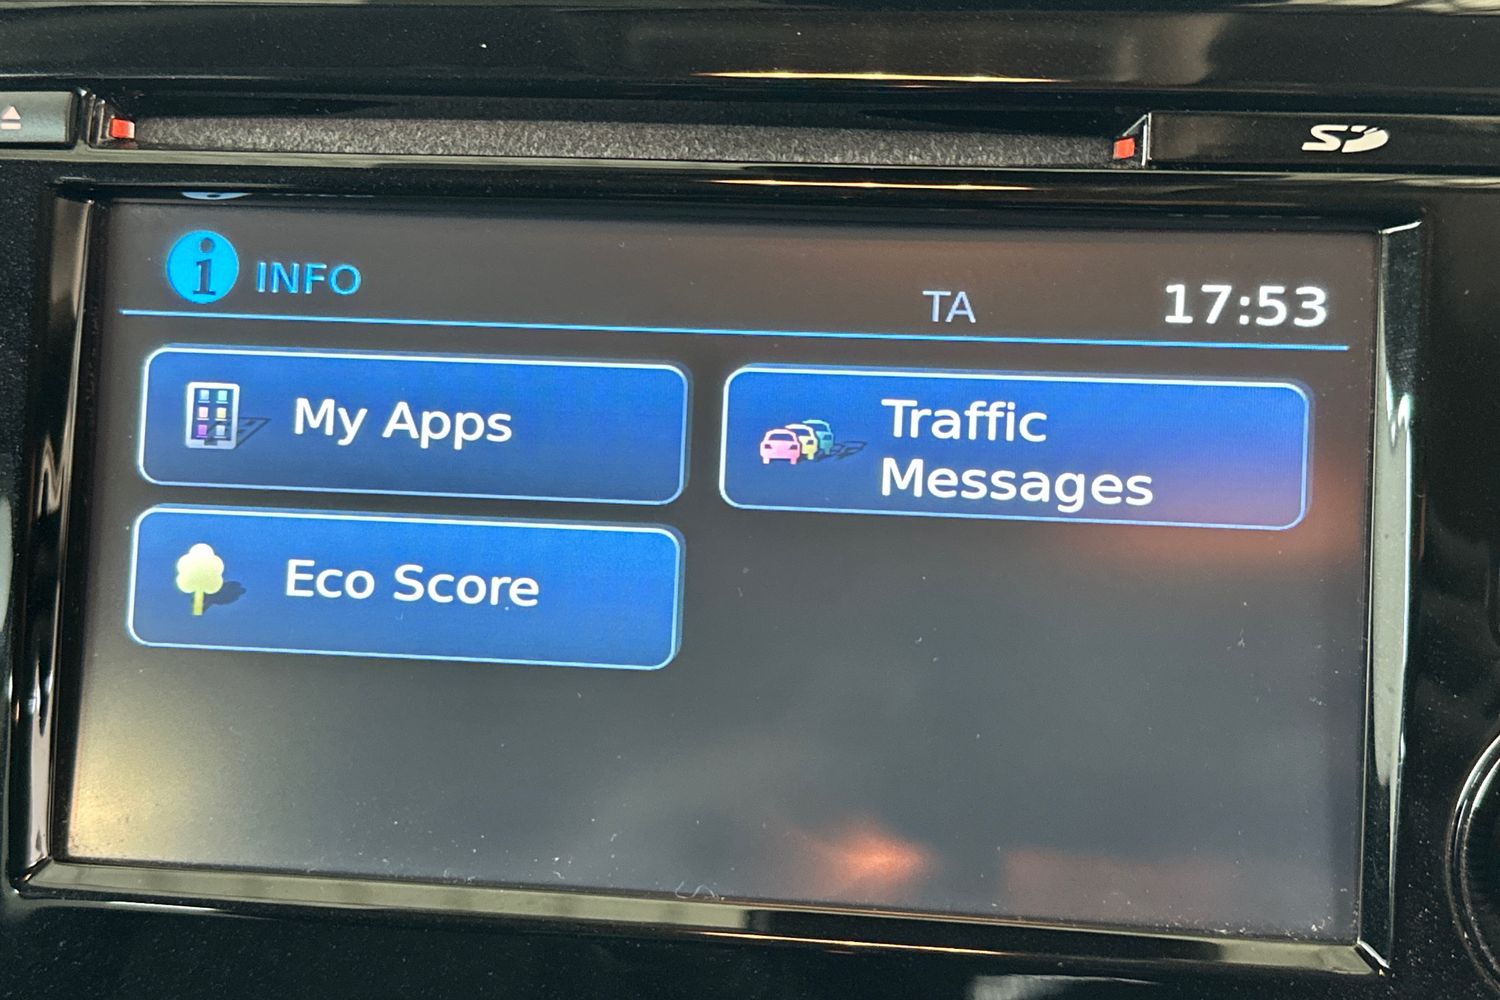 SD
INFO
TA
17:53
My Apps
Traffic
Messages
Eco Score